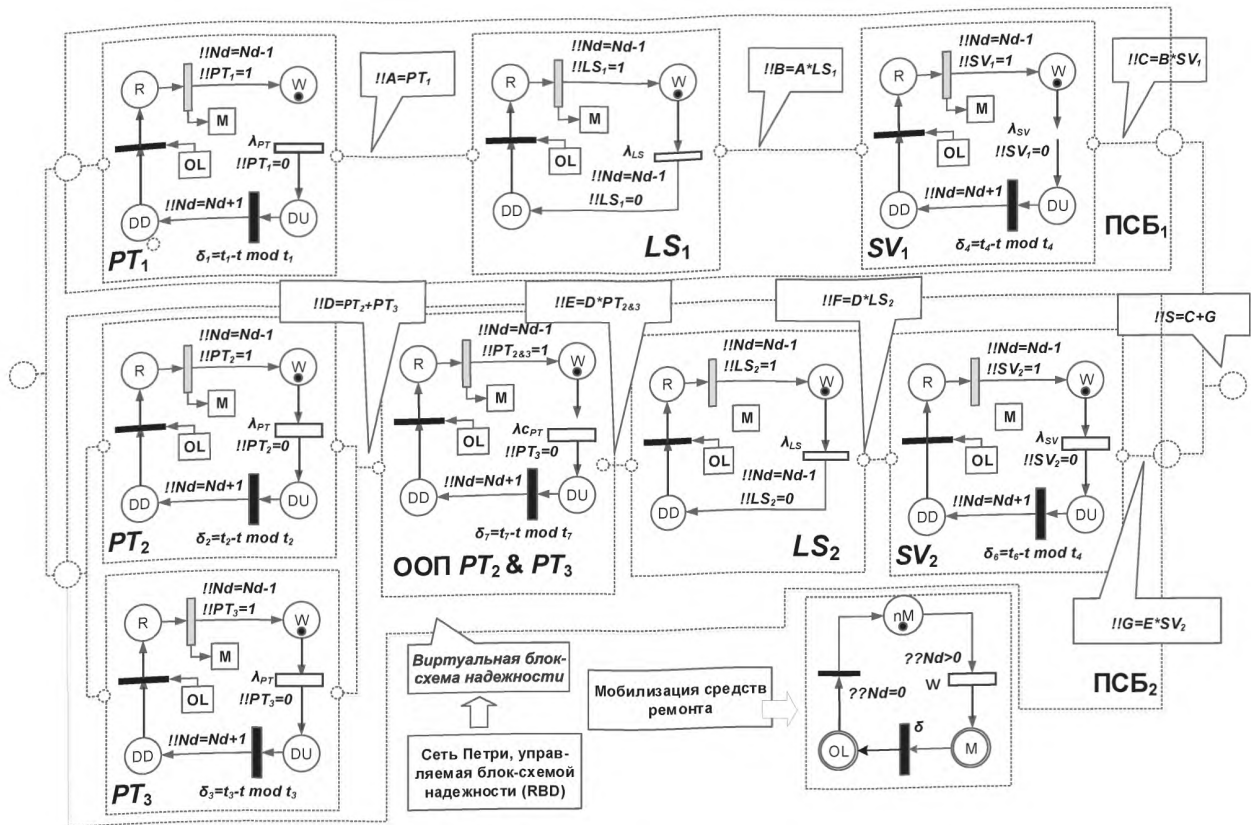 !!Nd=Nd-1
!!PT₁=1
R
W
M
OL
λPT
!!PT₁=0
!!Nd=Nd+1
DD
DU
PT₁
δ₁=t₁-t mod t₁
!!A=PT₁
!!Nd=Nd-1
!!LS₁=1
R
W
M
OL
λLS
!!Nd=Nd-1
!!LS₁=0
DD
LS₁
!!B=A*LS₁
!!Nd=Nd-1
!!SV₁=1
R
W
M
OL
λSV
!!SV₁=0
!!Nd=Nd+1
DD
DU
SV₁
δ₄=t₄-t mod t₄
!!C=B*SV₁
ПСБ₁
!!D=PT₂+PT₃
!!E=D*PT₂&₃
!!F=D*LS₂
!!S=C+G
!!Nd=Nd-1
!!PT₂=1
R
W
M
OL
λPT
!!PT₂=0
!!Nd=Nd+1
DD
DU
PT₂
δ₂=t₂-t mod t₂
!!Nd=Nd-1
!!PT₂&₃=1
R
W
M
OL
λcPT
!!PT₃=0
!!Nd=Nd+1
DD
DU
δ₇=t₇-t mod t₇
ООП PT₂ & PT₃
!!Nd=Nd-1
!!LS₂=1
R
W
M
OL
λLS
!!Nd=Nd-1
!!LS₂=0
DD
LS₂
!!Nd=Nd-1
!!SV₂=1
R
W
M
OL
λSV
!!SV₂=0
!!Nd=Nd+1
DD
DU
SV₂
δ₆=t₆-t mod t₄
!!G=E*SV₂
ПСБ₂
!!Nd=Nd-1
!!PT₃=1
R
W
M
OL
λPT
!!PT₃=0
!!Nd=Nd+1
DD
DU
PT₃
δ₃=t₃-t mod t₃
Виртуальная блок-
схема надежности
Сеть Петри, управ-
ляемая блок-схемой
надежности (RBD)
Мобилизация средств
ремонта
nM
??Nd>0
W
??Nd=0
δ
OL
M